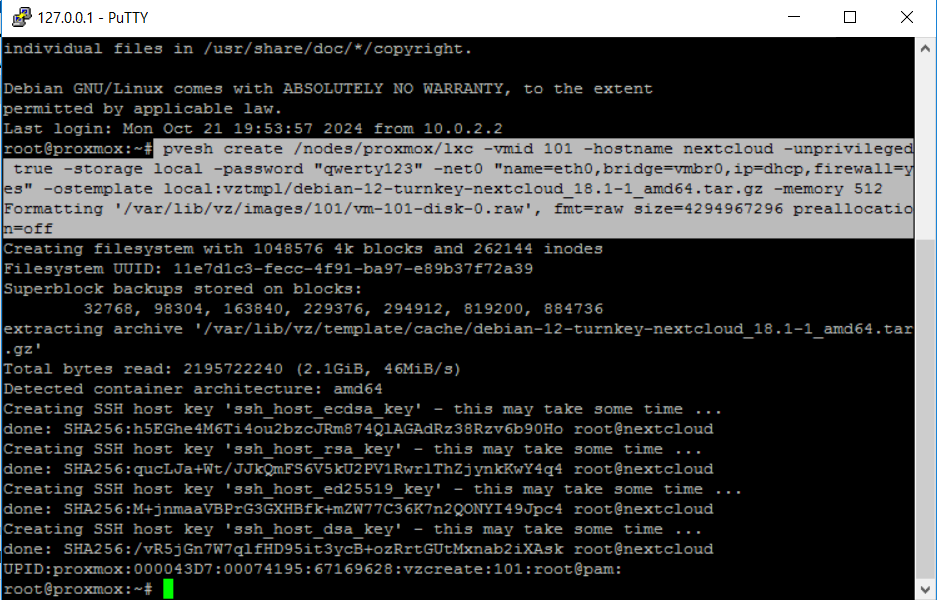 127.0.0.1 - PuTTY
individual files in /usr/share/doc/*/copyright.
Debian GNU/Linux comes with ABSOLUTELY NO WARRANTY, to the extent
permitted by applicable law.
Last login: Mon Oct 21 19:53:57 2024 from 10.0.2.2
root@proxmox:~# pvesh create /nodes/proxmox/lxc -vmid 101 -hostname nextcloud -unprivileged
 true -storage local -password "qwerty123" -net0 "name=eth0,bridge=vmbr0,ip=dhcp,firewall=y
es" -ostemplate local:vztmpl/debian-12-turnkey-nextcloud_18.1-1_amd64.tar.gz -memory 512
Formatting '/var/lib/vz/images/101/vm-101-disk-0.raw', fmt=raw size=4294967296 preallocatio
n=off
Creating filesystem with 1048576 4k blocks and 262144 inodes
Filesystem UUID: 11e7d1c3-fecc-4f91-ba97-e89b37f72a39
Superblock backups stored on blocks:
        32768, 98304, 163840, 229376, 294912, 819200, 884736
extracting archive '/var/lib/vz/template/cache/debian-12-turnkey-nextcloud_18.1-1_amd64.tar
.gz'
Total bytes read: 2195722240 (2.1GiB, 46MiB/s)
Detected container architecture: amd64
Creating SSH host key 'ssh_host_ecdsa_key' - this may take some time ...
done: SHA256:h5EGhe4M6Ti4ou2bzcJRm874QlAGAdRz38Rzv6b90Ho root@nextcloud
Creating SSH host key 'ssh_host_rsa_key' - this may take some time ...
done: SHA256:qucLJa+Wt/JJkQmFS6V5kU2PV1RwrlThZjynkKwY4q4 root@nextcloud
Creating SSH host key 'ssh_host_ed25519_key' - this may take some time ...
done: SHA256:M+jnmaaVBPrG3GXHBfk+mZW77C36K7n2QONYI49Jpc4 root@nextcloud
Creating SSH host key 'ssh_host_dsa_key' - this may take some time ...
done: SHA256:/vR5jGn7W7qlfHD95it3ycB+ozRrtGUtMxnab2iXAsk root@nextcloud
UPID:proxmox:000043D7:00074195:67169628:vzcreate:101:root@pam:
root@proxmox:~#